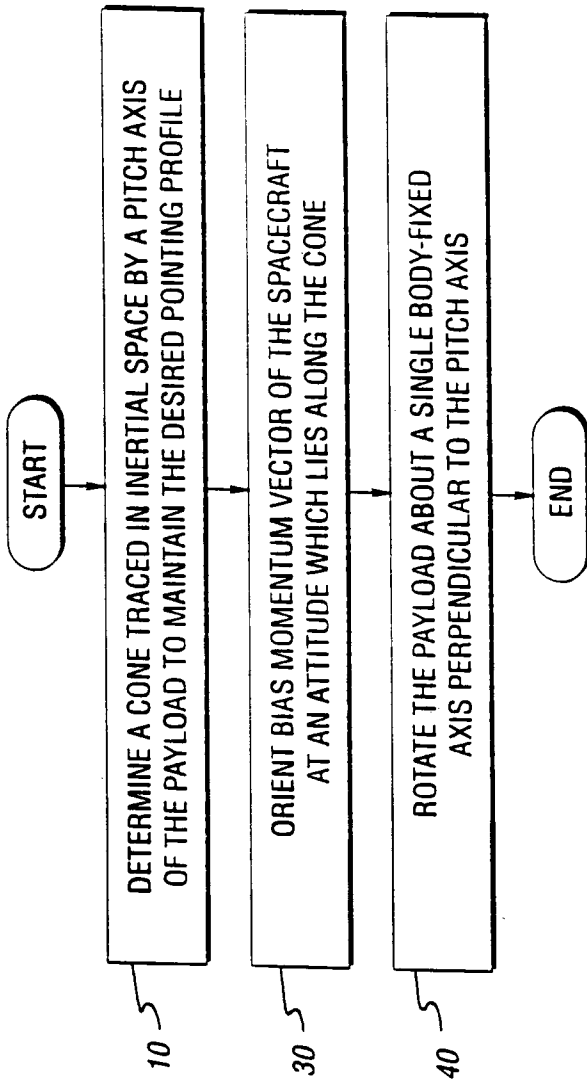 START
10
DETERMINE A CONE TRACED IN INERTIAL SPACE BY A PITCH AXIS
OF THE PAYLOAD TO MAINTAIN THE DESIRED POINTING PROFILE
30
ORIENT BIAS MOMENTUM VECTOR OF THE SPACECRAFT
AT AN ATTITUDE WHICH LIES ALONG THE CONE
40
ROTATE THE PAYLOAD ABOUT A SINGLE BODY-FIXED
AXIS PERPENDICULAR TO THE PITCH AXIS
END